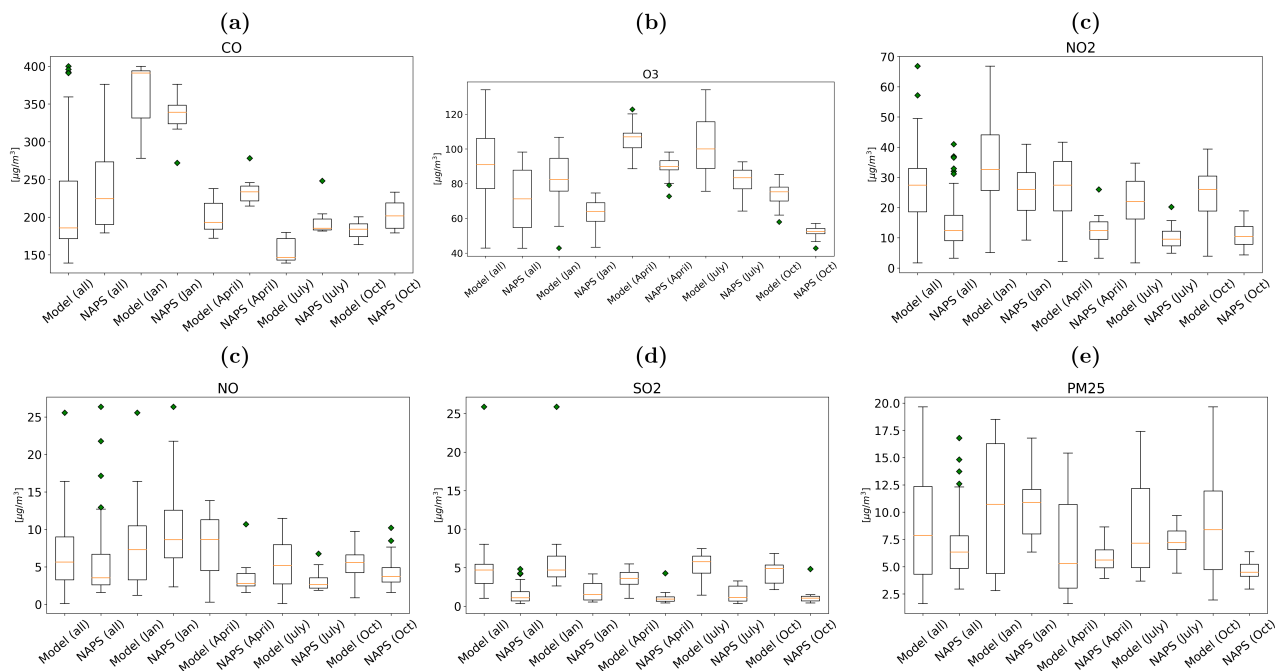 (a)
CO
[μg/m³]
400
350
300
250
200
150
Model (all)
NAPS (all)
Model (Jan)
NAPS (Jan)
Model (April)
NAPS (April)
Model (July)
NAPS (July)
Model (Oct)
NAPS (Oct)
(b)
O3
[μg/m³]
120
100
80
60
40
Model (all)
NAPS (all)
Model (Jan)
NAPS (Jan)
Model (April)
NAPS (April)
Model (July)
NAPS (July)
Model (Oct)
NAPS (Oct)
(c)
NO2
[μg/m³]
70
60
50
40
30
20
10
0
Model (all)
NAPS (all)
Model (Jan)
NAPS (Jan)
Model (April)
NAPS (April)
Model (July)
NAPS (July)
Model (Oct)
NAPS (Oct)
(c)
NO
[μg/m³]
25
20
15
10
5
0
Model (all)
NAPS (all)
Model (Jan)
NAPS (Jan)
Model (April)
NAPS (April)
Model (July)
NAPS (July)
Model (Oct)
NAPS (Oct)
(d)
SO2
[μg/m³]
25
20
15
10
5
0
Model (all)
NAPS (all)
Model (Jan)
NAPS (Jan)
Model (April)
NAPS (April)
Model (July)
NAPS (July)
Model (Oct)
NAPS (Oct)
(e)
PM25
[μg/m³]
20.0
17.5
15.0
12.5
10.0
7.5
5.0
2.5
Model (all)
NAPS (all)
Model (Jan)
NAPS (Jan)
Model (April)
NAPS (April)
Model (July)
NAPS (July)
Model (Oct)
NAPS (Oct)